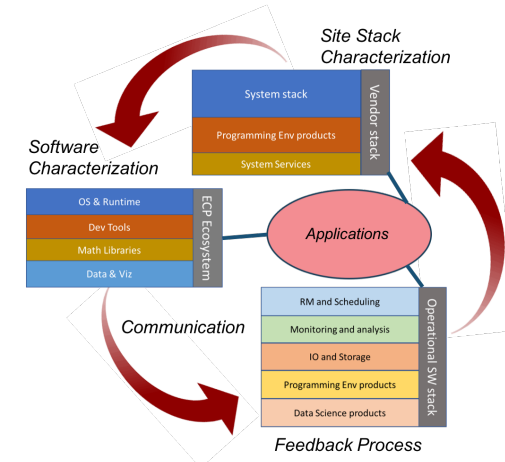 Site Stack
Characterization
System stack
Programming Env products
System Services
Vendor stack
Software
Characterization
OS & Runtime
Dev Tools
Math Libraries
Data & Viz
ECP Ecosystem
Applications
Communication
RM and Scheduling
Monitoring and analysis
IO and Storage
Programming Env products
Data Science products
Operational SW stack
Feedback Process